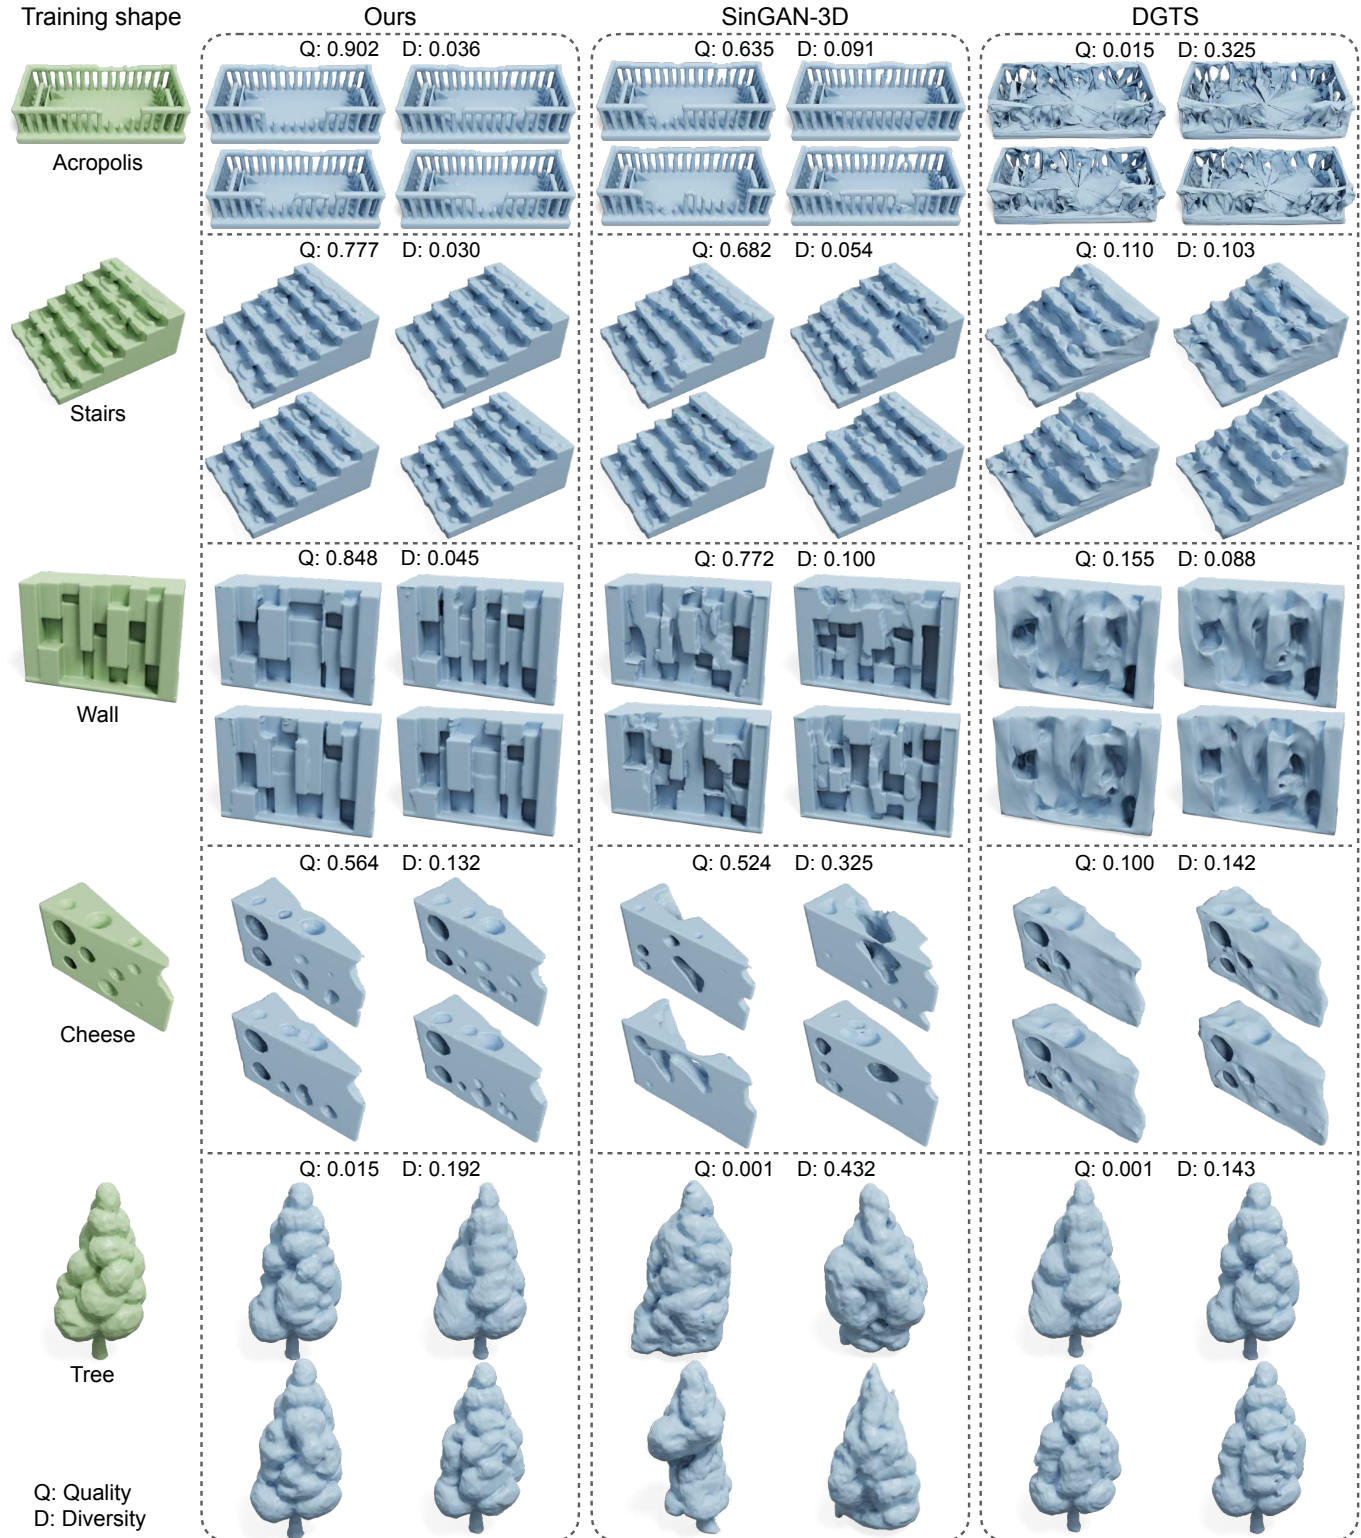 Training shape Ours SinGAN-3D DGTS
Q: 0.902 D: 0.036 Q: 0.635 D: 0.091 Q: 0.015 D: 0.325
Acropolis
Q: 0.777 D: 0.030 Q: 0.682 D: 0.054 Q: 0.110 D: 0.103
Stairs
Q: 0.848 D: 0.045 Q: 0.772 D: 0.100 Q: 0.155 D: 0.088
Wall
Q: 0.564 D: 0.132 Q: 0.524 D: 0.325 Q: 0.100 D: 0.142
Cheese
Q: 0.015 D: 0.192 Q: 0.001 D: 0.432 Q: 0.001 D: 0.143
Tree
Q: Quality
D: Diversity